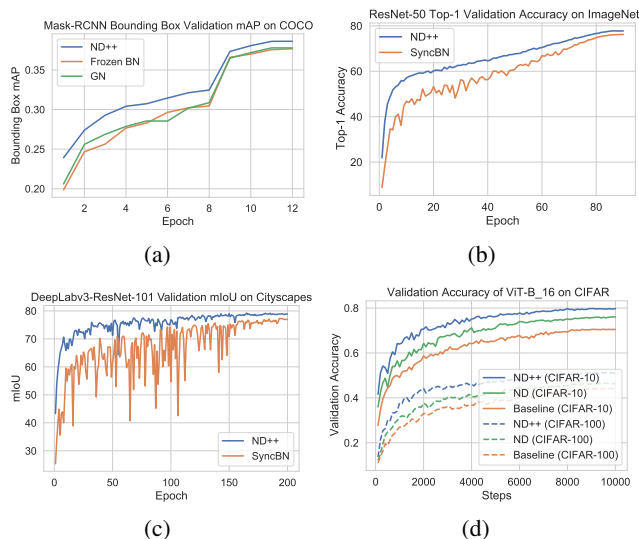 Mask-RCNN Bounding Box Validation mAP on COCO
ND++
Frozen BN
GN
Bounding Box mAP
0.35
0.30
0.25
0.20
2 4 6 8 10 12
Epoch
(a)
ResNet-50 Top-1 Validation Accuracy on ImageNet
ND++
SyncBN
Top-1 Accuracy
80
60
40
20
0 20 40 60 80
Epoch
(b)
DeepLabv3-ResNet-101 Validation mIoU on Cityscapes
mIoU
80
70
60
50
40
30
ND++
SyncBN
0 50 100 150 200
Epoch
(c)
Validation Accuracy of ViT-B_16 on CIFAR
Validation Accuracy
0.8
0.6
0.4
0.2
ND++ (CIFAR-10)
ND (CIFAR-10)
Baseline (CIFAR-10)
ND++ (CIFAR-100)
ND (CIFAR-100)
Baseline (CIFAR-100)
0 2000 4000 6000 8000 10000
Steps
(d)